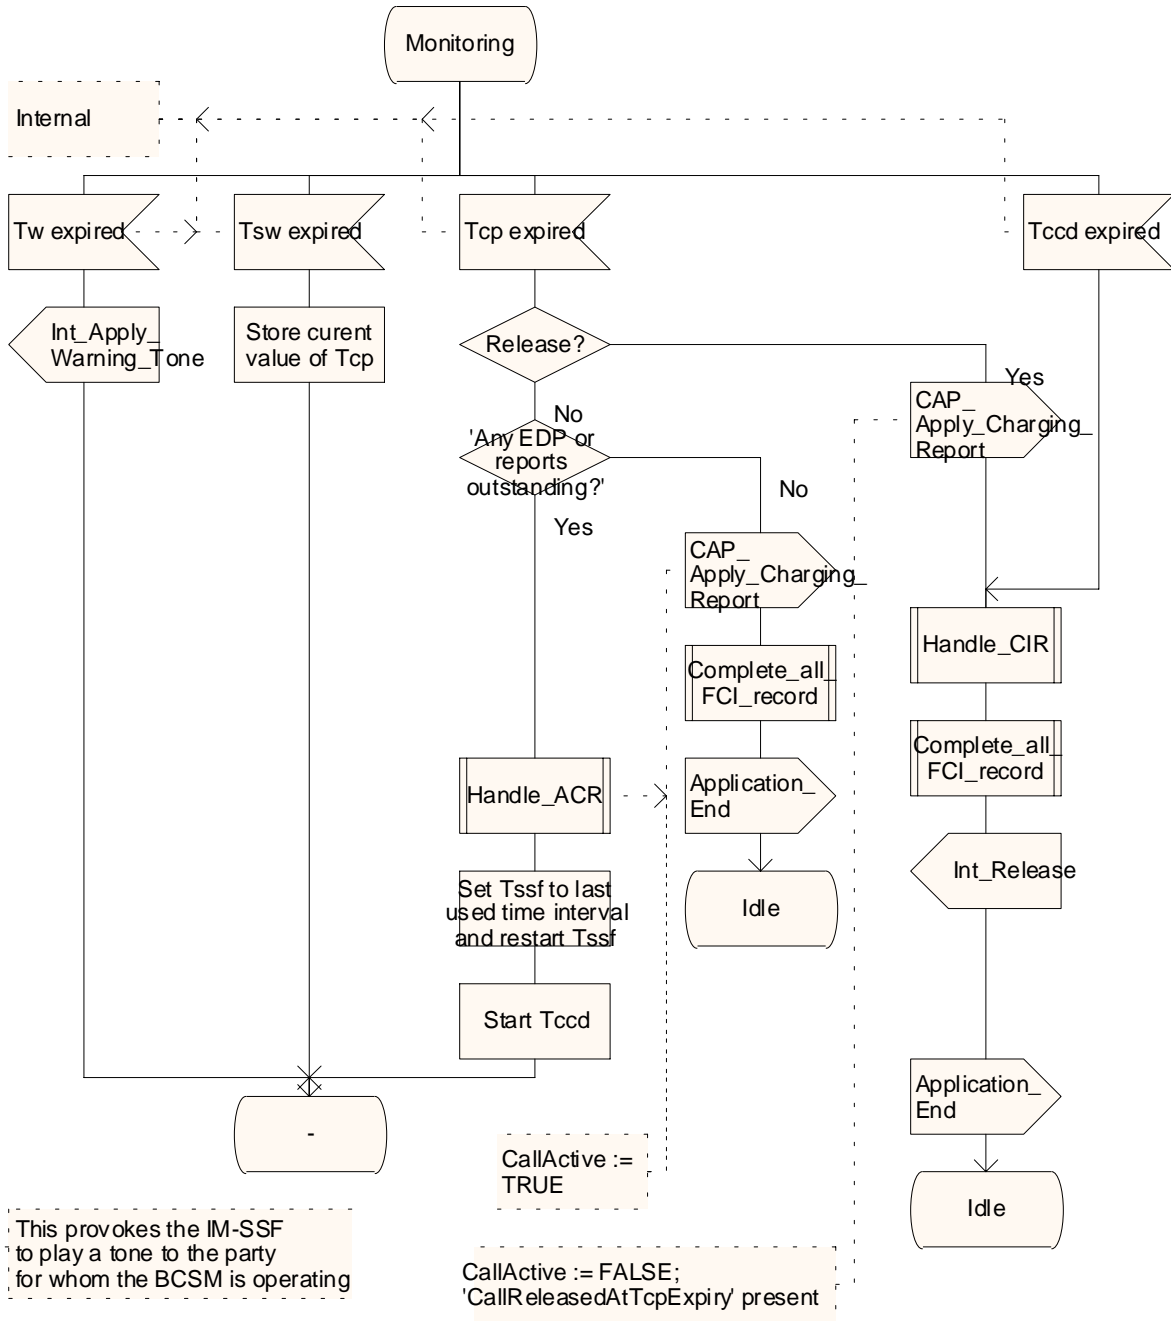 Monitoring
Internal
Tw expired
Tsw expired
Tcp expired
Tccd expired
Int_Apply_
Warning_Tone
Store curent
value of Tcp
Release?
Yes
CAP_
Apply_Charging_
Report
No
'Any EDP or
reports
outstanding?'
No
Yes
CAP_
Apply_Charging_
Report
Handle_CIR
Complete_all_
FCI_record
Complete_all_
FCI_record
Handle_ACR
Application_
End
Int_Release
Set Tssf to last
used time interval
and restart Tssf
Idle
Start Tccd
Application_
End
-
CallActive :=
TRUE
Idle
This provokes the IM-SSF
to play a tone to the party
for whom the BCSM is operating
CallActive := FALSE;
'CallReleasedAtTcpExpiry' present